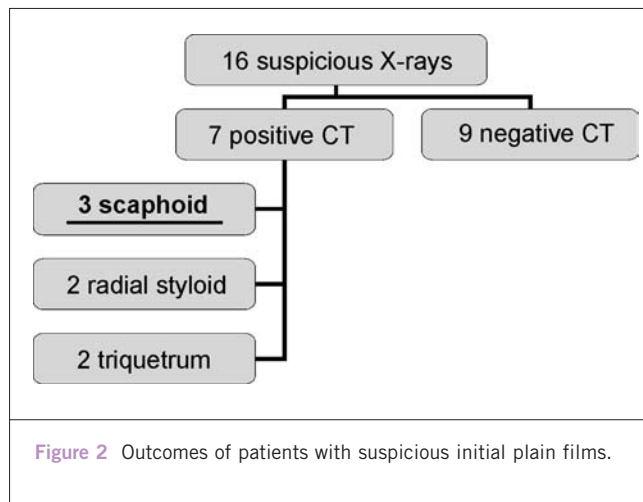 16 suspicious X-rays
7 positive CT
9 negative CT
3 scaphoid
2 radial styloid
2 triquetrum
Figure 2 Outcomes of patients with suspicious initial plain films.